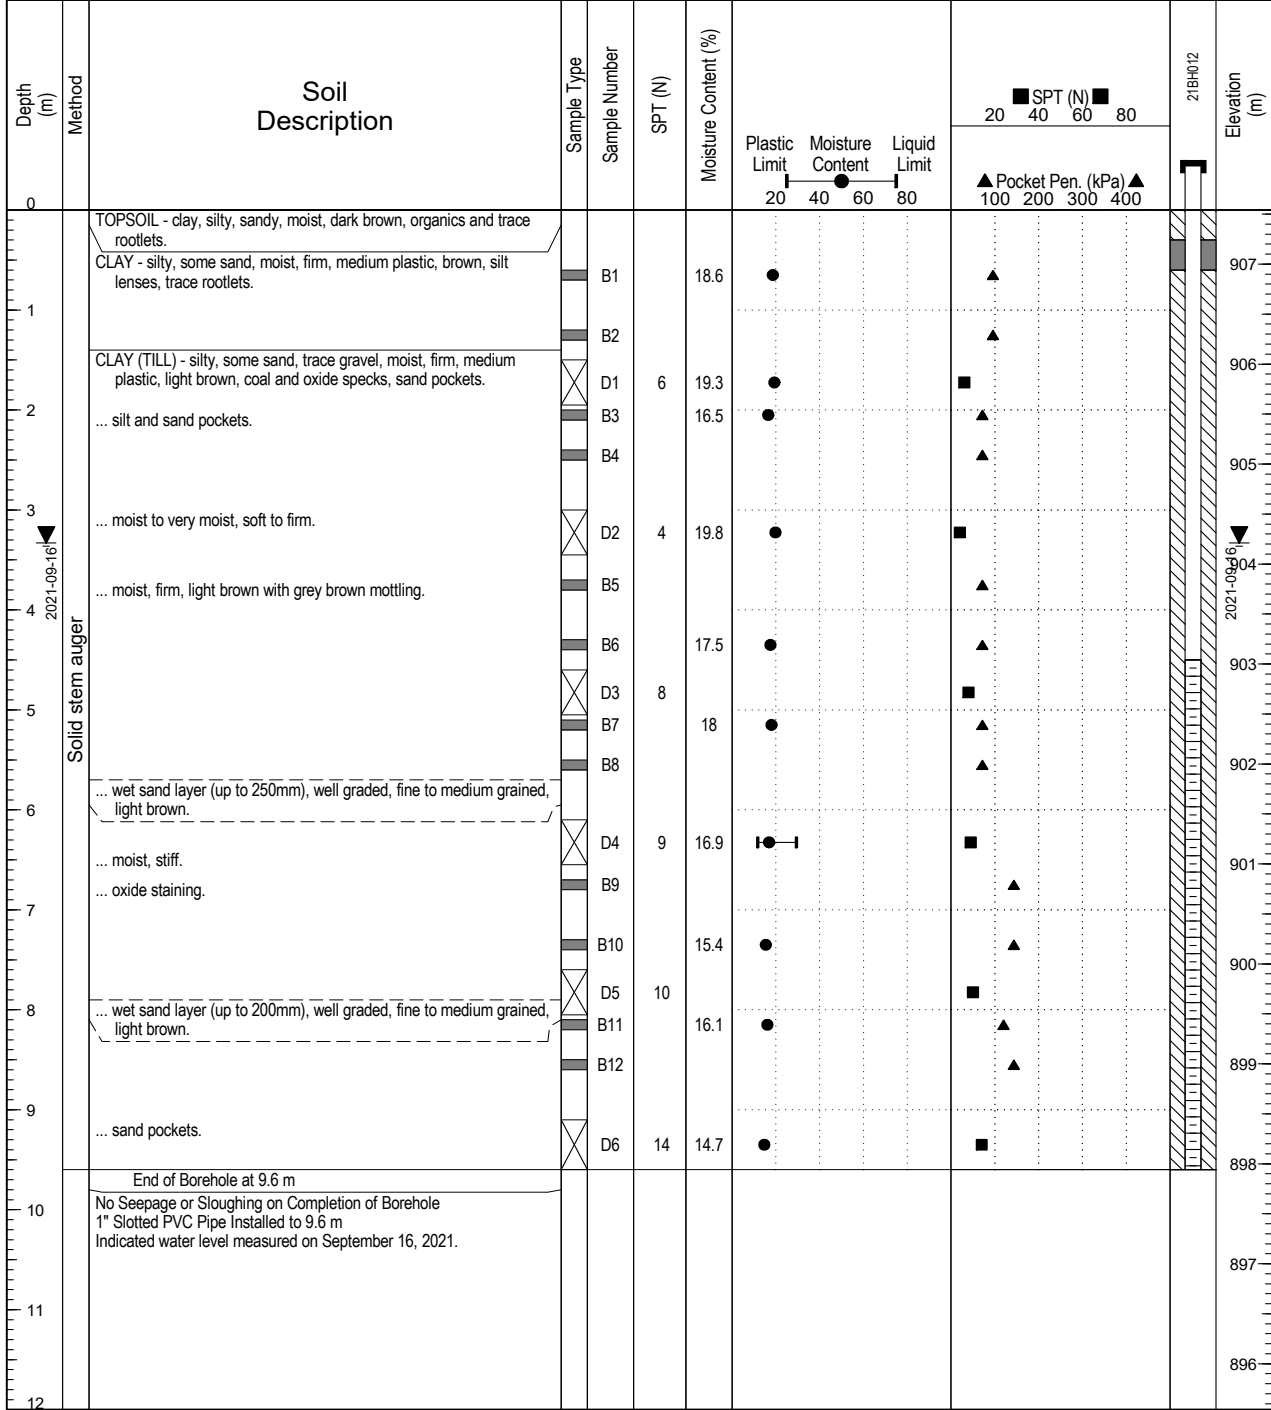 Depth
(m)
Method
Soil
Description
Sample Type
Sample Number
SPT (N)
Moisture Content (%)
Plastic Limit
Moisture Content
Liquid Limit
20 40 60 80
SPT (N)
20 40 60 80
Pocket Pen. (kPa)
100 200 300 400
21BH012
Elevation
(m)
0
TOPSOIL - clay, silty, sandy, moist, dark brown, organics and trace
rootlets.
CLAY - silty, some sand, moist, firm, medium plastic, brown, silt
lenses, trace rootlets.
B1 18.6
907
1
B2
CLAY (TILL) - silty, some sand, trace gravel, moist, firm, medium
plastic, light brown, coal and oxide specks, sand pockets.
906
D1 6 19.3
2
... silt and sand pockets.
B3 16.5
B4
905
3
... moist to very moist, soft to firm.
D2 4 19.8
2021-09-16
2021-09-16
904
... moist, firm, light brown with grey brown mottling.
B5
4
Solid stem auger
B6 17.5
903
D3 8
5
B7 18
B8
902
... wet sand layer (up to 250mm), well graded, fine to medium grained,
light brown.
6
D4 9 16.9
... moist, stiff.
901
... oxide staining.
B9
7
B10 15.4
900
D5 10
8
... wet sand layer (up to 200mm), well graded, fine to medium grained,
light brown.
B11 16.1
B12
899
9
... sand pockets.
D6 14 14.7
898
End of Borehole at 9.6 m
No Seepage or Sloughing on Completion of Borehole
10
1" Slotted PVC Pipe Installed to 9.6 m
Indicated water level measured on September 16, 2021.
897
11
896
12